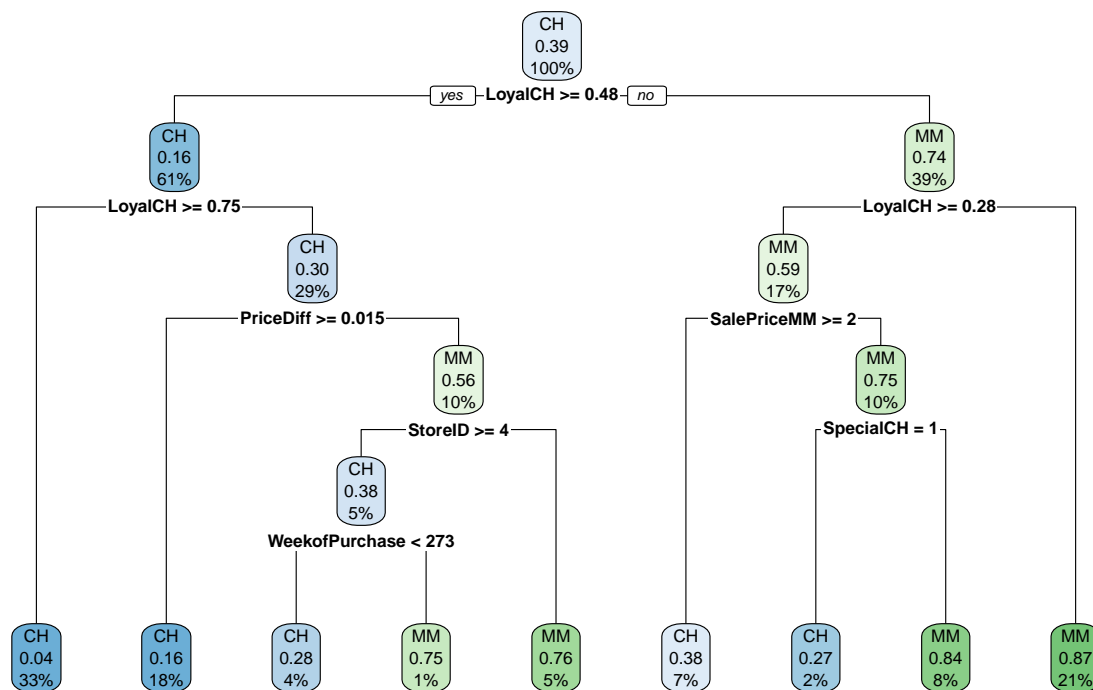 CH
0.39
100%
yes LoyalCH >= 0.48 no
CH
0.16
61%
MM
0.74
39%
LoyalCH >= 0.75
LoyalCH >= 0.28
CH
0.30
29%
MM
0.59
17%
PriceDiff >= 0.015
SalePriceMM >= 2
MM
0.56
10%
MM
0.75
10%
StoreID >= 4
SpecialCH = 1
CH
0.38
5%
WeekofPurchase < 273
CH
0.04
33%
CH
0.16
18%
CH
0.28
4%
MM
0.75
1%
MM
0.76
5%
CH
0.38
7%
CH
0.27
2%
MM
0.84
8%
MM
0.87
21%